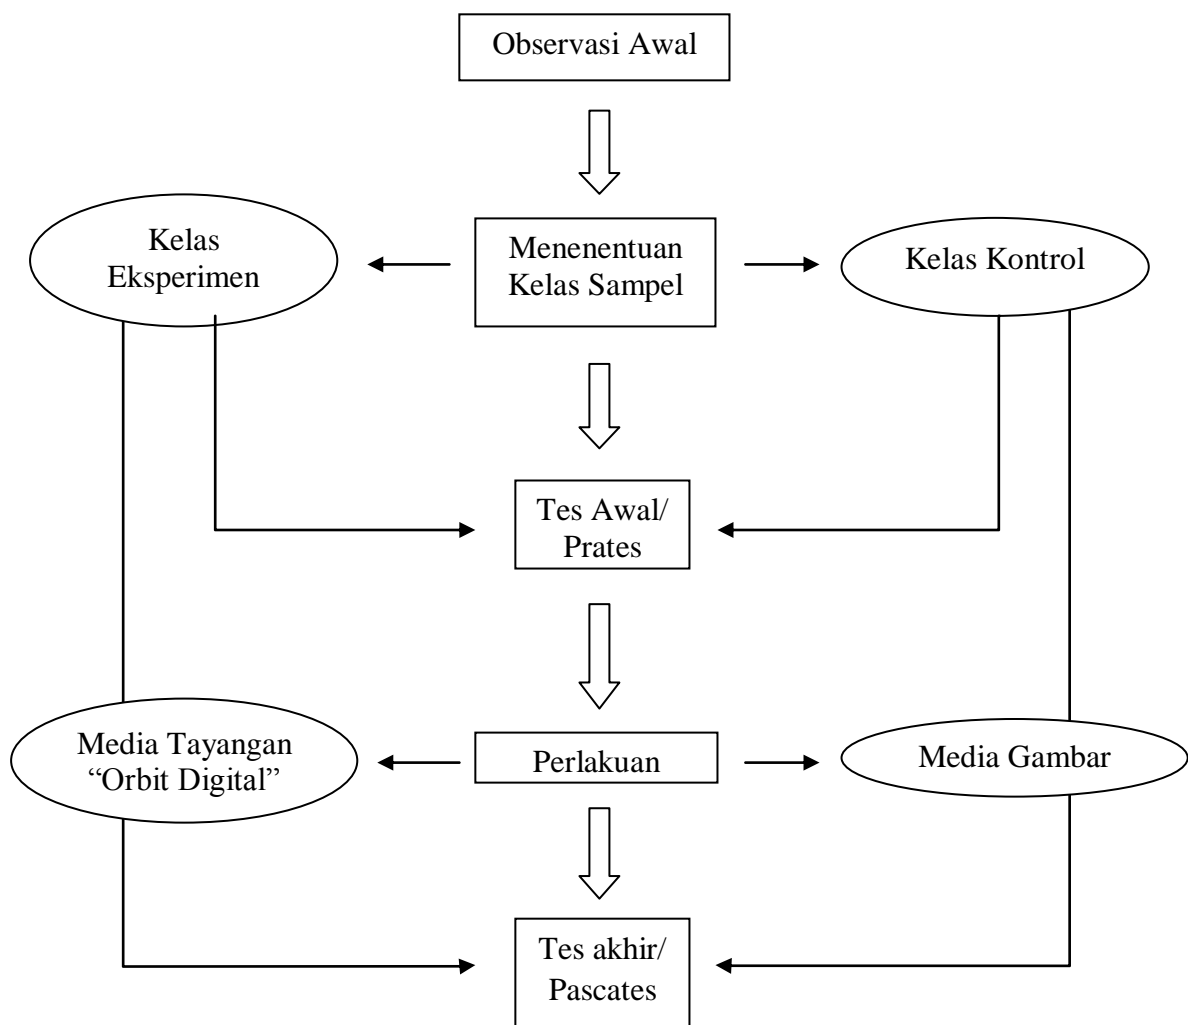 Observasi Awal
Kelas
Eksperimen
Menenentuan
Kelas Sampel
Kelas Kontrol
Tes Awal/
Prates
Media Tayangan
“Orbit Digital”
Perlakuan
Media Gambar
Tes akhir/
Pascates